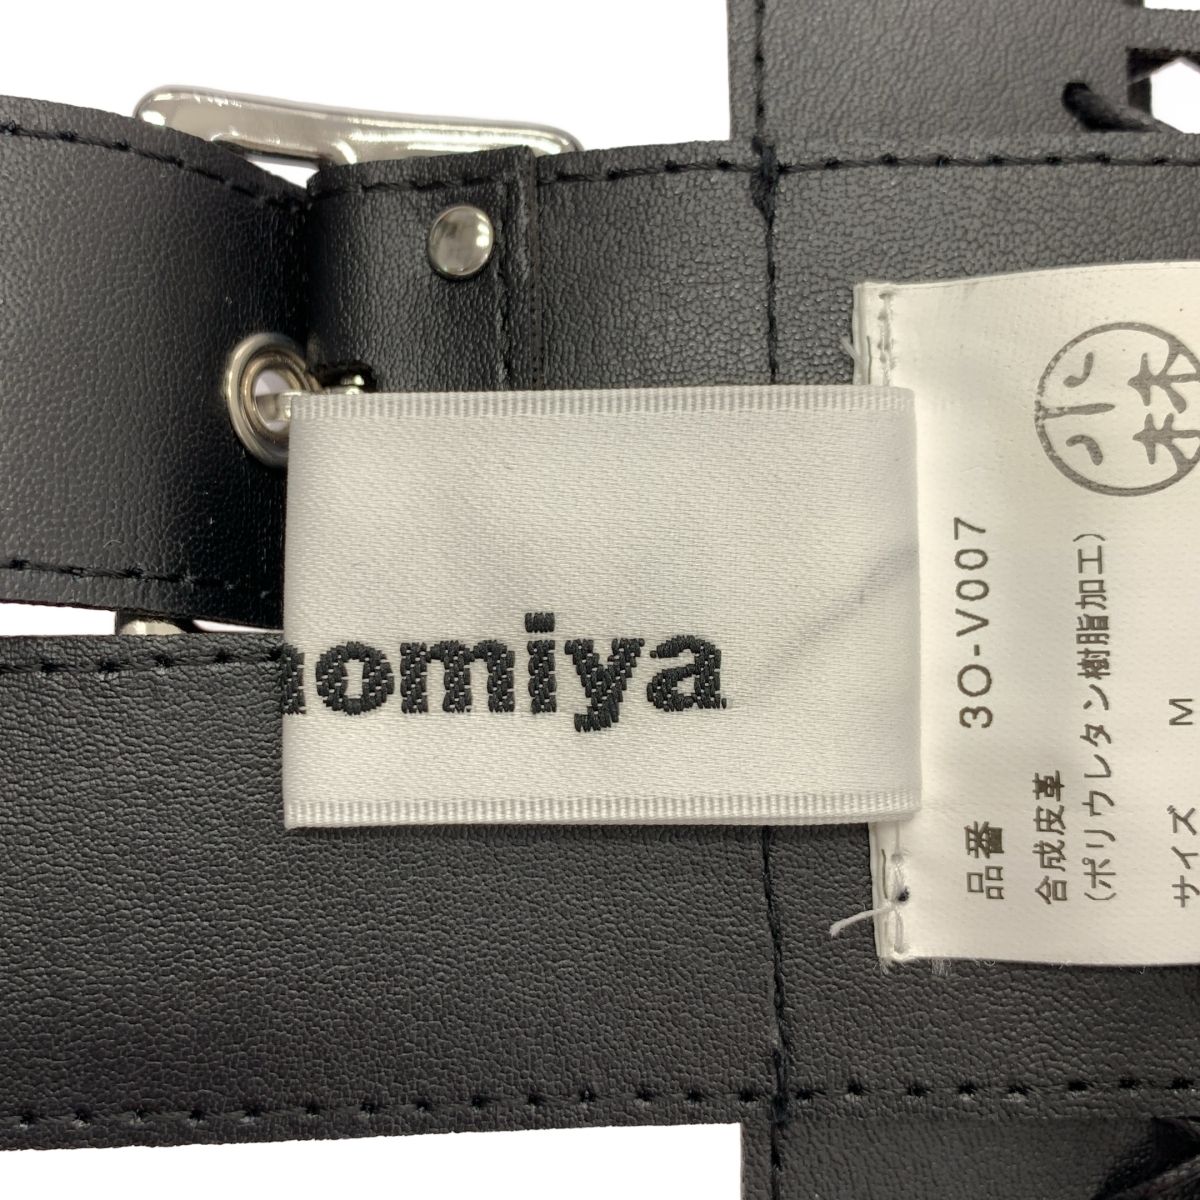 nomiya
小林
品番 3O-V007
合成皮革
(ポリウレタン樹脂加工)
サイズ M